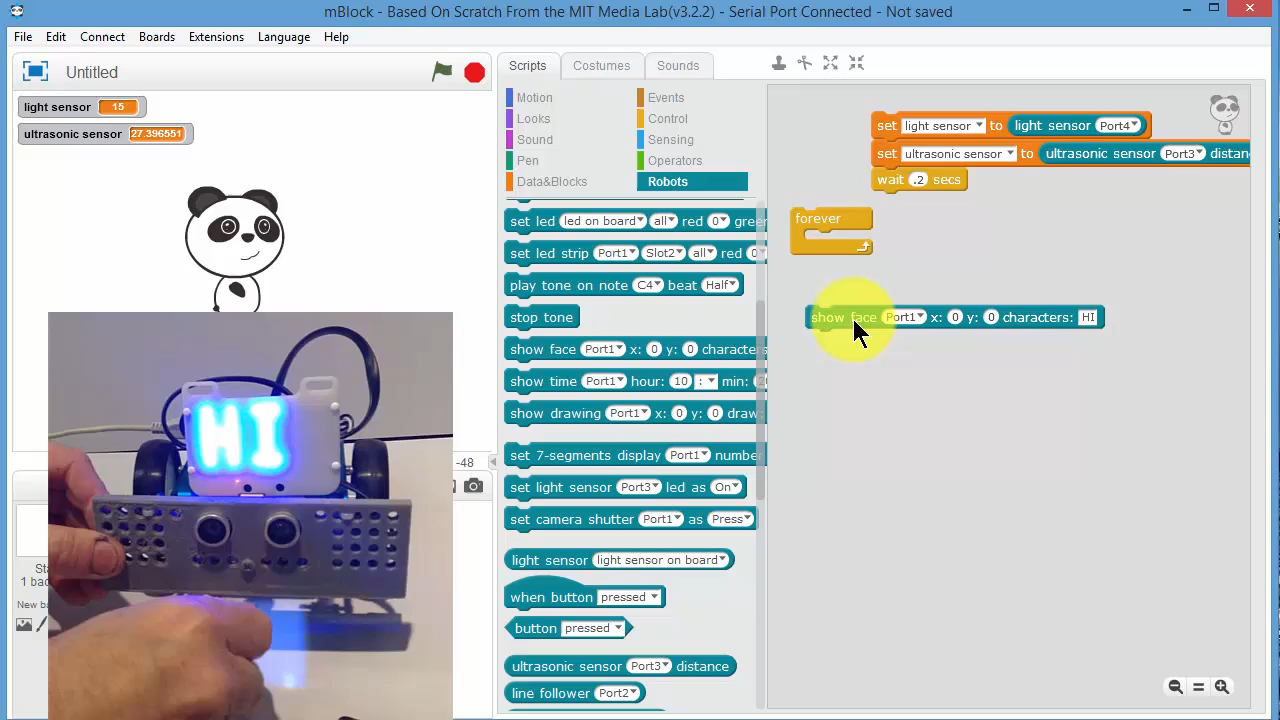 mBlock - Based On Scratch From the MIT Media Lab(v3.2.2) - Serial Port Connected - Not saved
File Edit Connect Boards Extensions Language Help
Untitled
light sensor 15
ultrasonic sensor 27.396551
Scripts Costumes Sounds
Motion Events
Looks Control
Sound Sensing
Pen Operators
Data&Blocks Robots
set led led on board all red 0 gree
set led strip Port1 Slot2 all red 0
play tone on note C4 beat Half
stop tone
show face Port1 x: 0 y: 0 characters
show time Port1 hour: 10 : min:
show drawing Port1 x: 0 y: 0 draw:
set 7-segments display Port1 number
set light sensor Port3 led as On
set camera shutter Port1 as Press
light sensor light sensor on board
when button pressed
button pressed
ultrasonic sensor Port3 distance
line follower Port2
set light sensor to light sensor Port4
set ultrasonic sensor to ultrasonic sensor Port3 distan
wait .2 secs
forever
show face Port1 x: 0 y: 0 characters: HI
-48
HI
Sta
1 bac
New ba